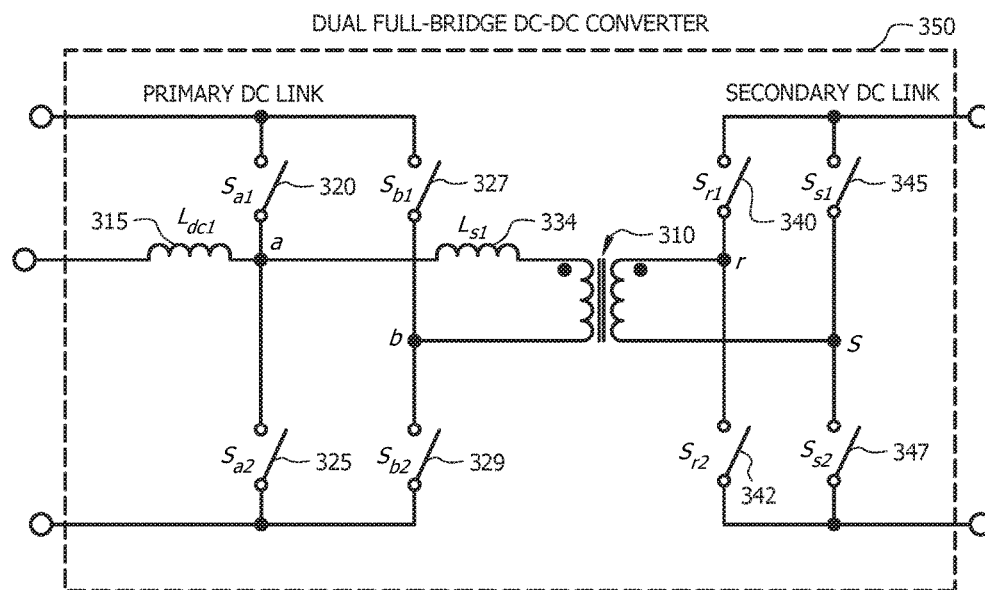 DUAL FULL-BRIDGE DC-DC CONVERTER
350
PRIMARY DC LINK
SECONDARY DC LINK
Sa1
320
Sb1
327
Sr1
340
Ss1
345
315
Ldc1
a
Ls1
334
310
r
b
S
Sa2
325
Sb2
329
Sr2
342
Ss2
347